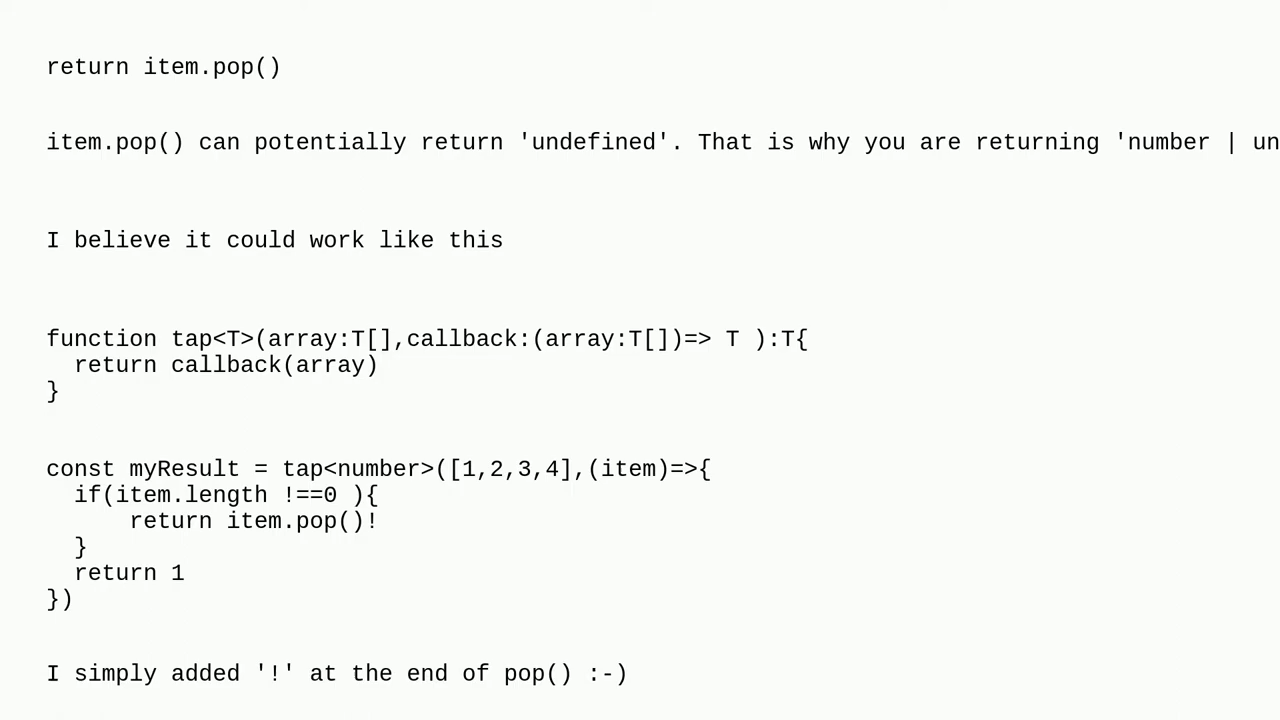 return item.pop()
item.pop() can potentially return 'undefined'. That is why you are returning 'number |
I believe it could work like this
function tap<T>(array:T[],callback:(array:T[])=> T ):T{
  return callback(array)
}
const myResult = tap<number>([1,2,3,4],(item)=>{
  if(item.length !==0 ){
      return item.pop()!
  }
  return 1
})
I simply added '!' at the end of pop() :-)